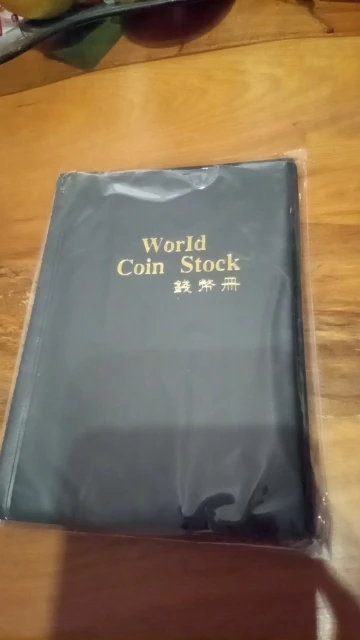 World
Coin Stock
錢幣冊